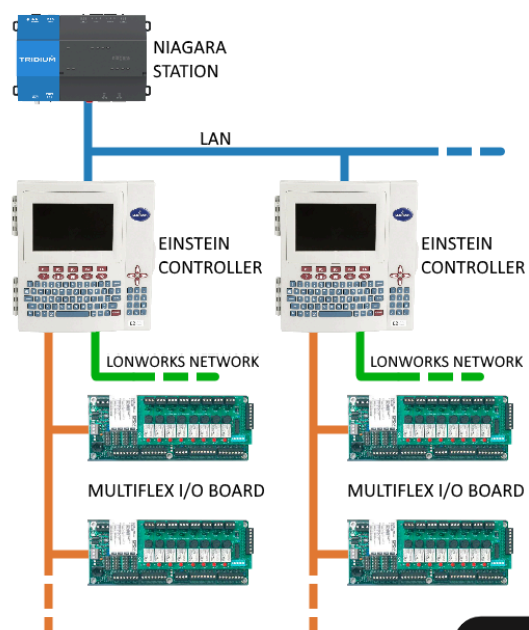 NIAGARA
STATION
TRIDIUM
LAN
EINSTEIN
CONTROLLER
EINSTEIN
CONTROLLER
LONWORKS NETWORK
LONWORKS NETWORK
MULTIFLEX I/O BOARD
MULTIFLEX I/O BOARD